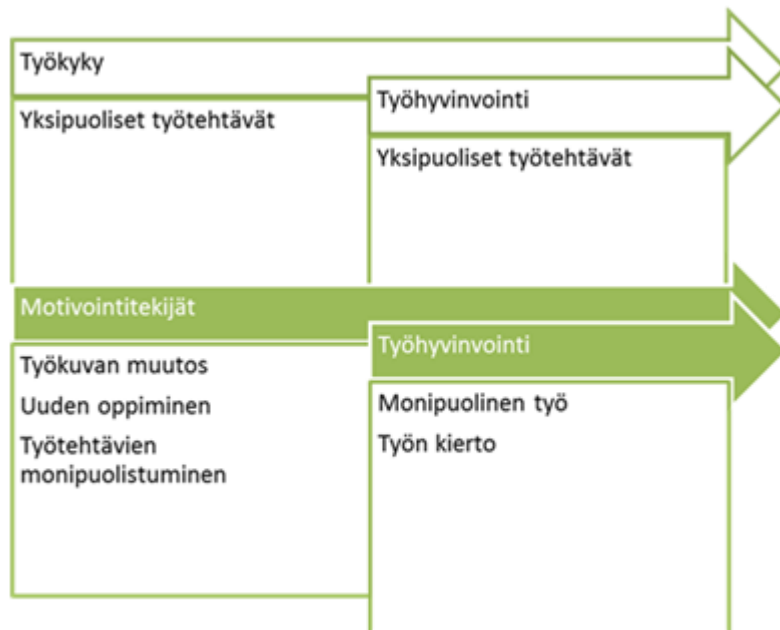 Työkyky
Yksipuoliset työtehtävät
Työhyvinvointi
Yksipuoliset työtehtävät
Motivointitekijät
Työkuvan muutos
Uuden oppiminen
Työtehtävien
monipuolistuminen
Työhyvinvointi
Monipuolinen työ
Työn kierto